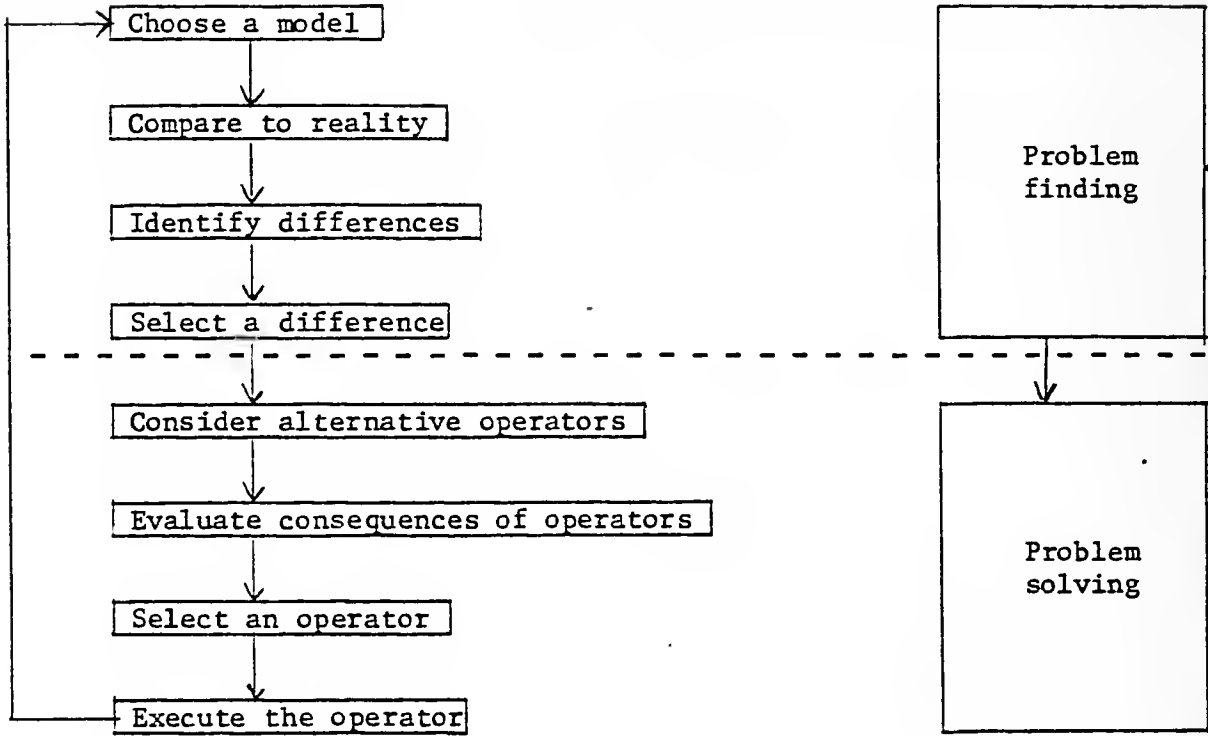 Choose a model
Compare to reality
Identify differences
Select a difference
Consider alternative operators
Evaluate consequences of operators
Select an operator
Execute the operator
Problem
finding
Problem
solving